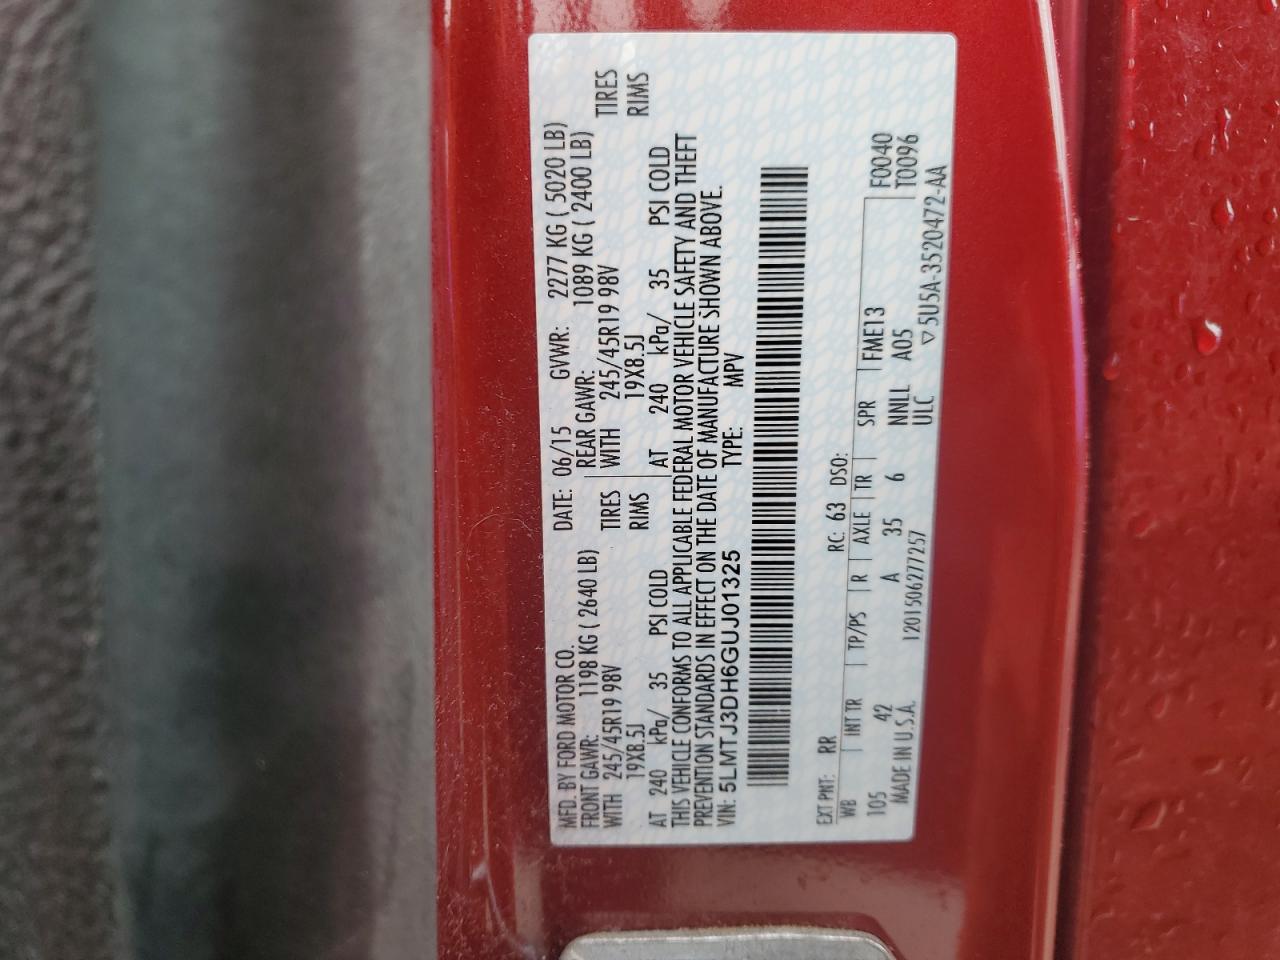 MFD. BY FORD MOTOR CO. DATE: 06/15 GVWR: 2277 KG ( 5020 LB)
FRONT GAWR: 1198 KG ( 2640 LB) REAR GAWR: 1089 KG ( 2400 LB)
WITH 245/45R19 98V TIRES WITH 245/45R19 98V TIRES
19X8.5J RIMS 19X8.5J RIMS
AT 240 kPa/ 35 PSI COLD AT 240 kPa/ 35 PSI COLD
THIS VEHICLE CONFORMS TO ALL APPLICABLE FEDERAL MOTOR VEHICLE SAFETY AND THEFT
PREVENTION STANDARDS IN EFFECT ON THE DATE OF MANUFACTURE SHOWN ABOVE.
VIN: 5LMTJ3DH6GUJ01325 TYPE: MPV
EXT PNT: RR RC: 63 DSO: F0040
WB INT TR TP/PS R AXLE TR SPR FME13 T0096
105 42 A 35 6 NNLL A05
MADE IN U.S.A. 1201506277257 ULC ▽5U5A-3520472-AA